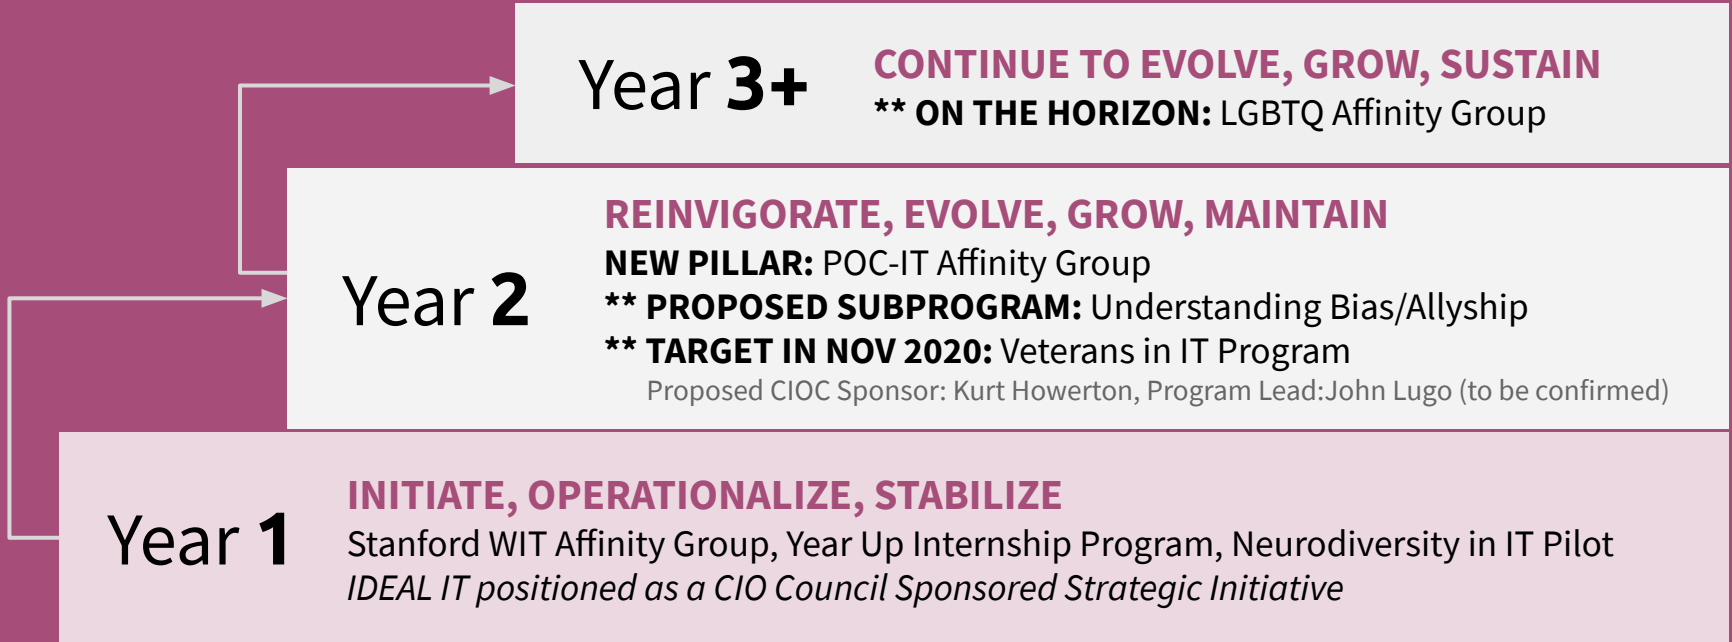 Year 3+
CONTINUE TO EVOLVE, GROW, SUSTAIN
** ON THE HORIZON: LGBTQ Affinity Group
Year 2
REINVIGORATE, EVOLVE, GROW, MAINTAIN
NEW PILLAR: POC-IT Affinity Group
** PROPOSED SUBPROGRAM: Understanding Bias/Allyship
** TARGET IN NOV 2020: Veterans in IT Program
Proposed CIOC Sponsor: Kurt Howerton, Program Lead:John Lugo (to be confirmed)
Year 1
INITIATE, OPERATIONALIZE, STABILIZE
Stanford WIT Affinity Group, Year Up Internship Program, Neurodiversity in IT Pilot
IDEAL IT positioned as a CIO Council Sponsored Strategic Initiative